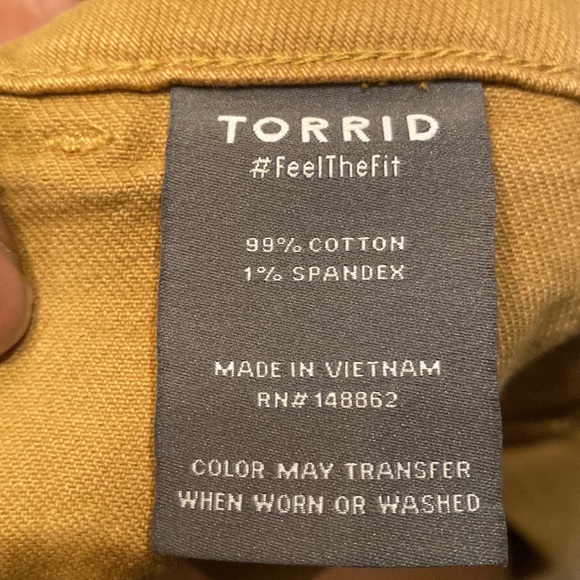 TORRID
#FeelTheFit
99% COTTON
1% SPANDEX
MADE IN VIETNAM
RN# 148862
COLOR MAY TRANSFER
WHEN WORN OR WASHED